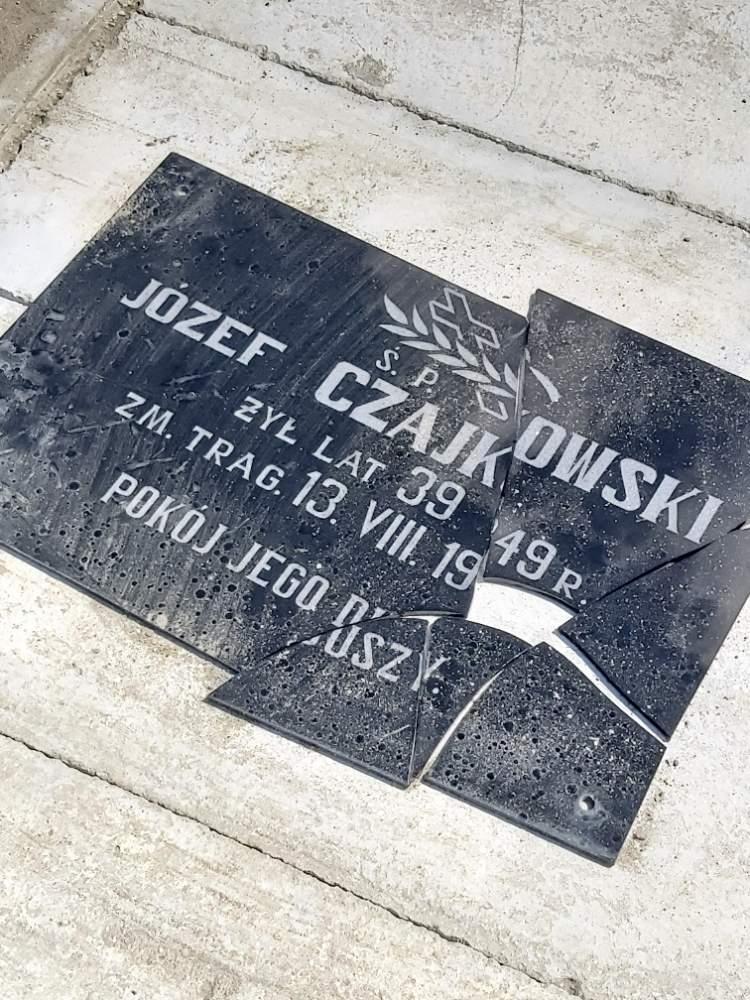 Ś. P.
JÓZEF CZAJKOWSKI
ŻYŁ LAT 39
ZM. TRAG. 13. VIII. 1949 R.
POKÓJ JEGO DUSZY.